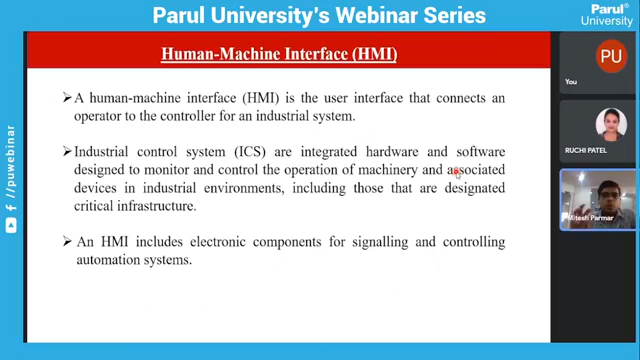 Parul University's Webinar Series
Parul®
University
Human-Machine Interface (HMI)
➢A human-machine interface (HMI) is the user interface that connects an
operator to the controller for an industrial system.
➢Industrial control system (ICS) are integrated hardware and software
designed to monitor and control the operation of machinery and associated
devices in industrial environments, including those that are designated
critical infrastructure.
➢ An HMI includes electronic components for signalling and controlling
automation systems.
/puwebinar
PU
You
RUCHI PATEL
Mitesh Parmar